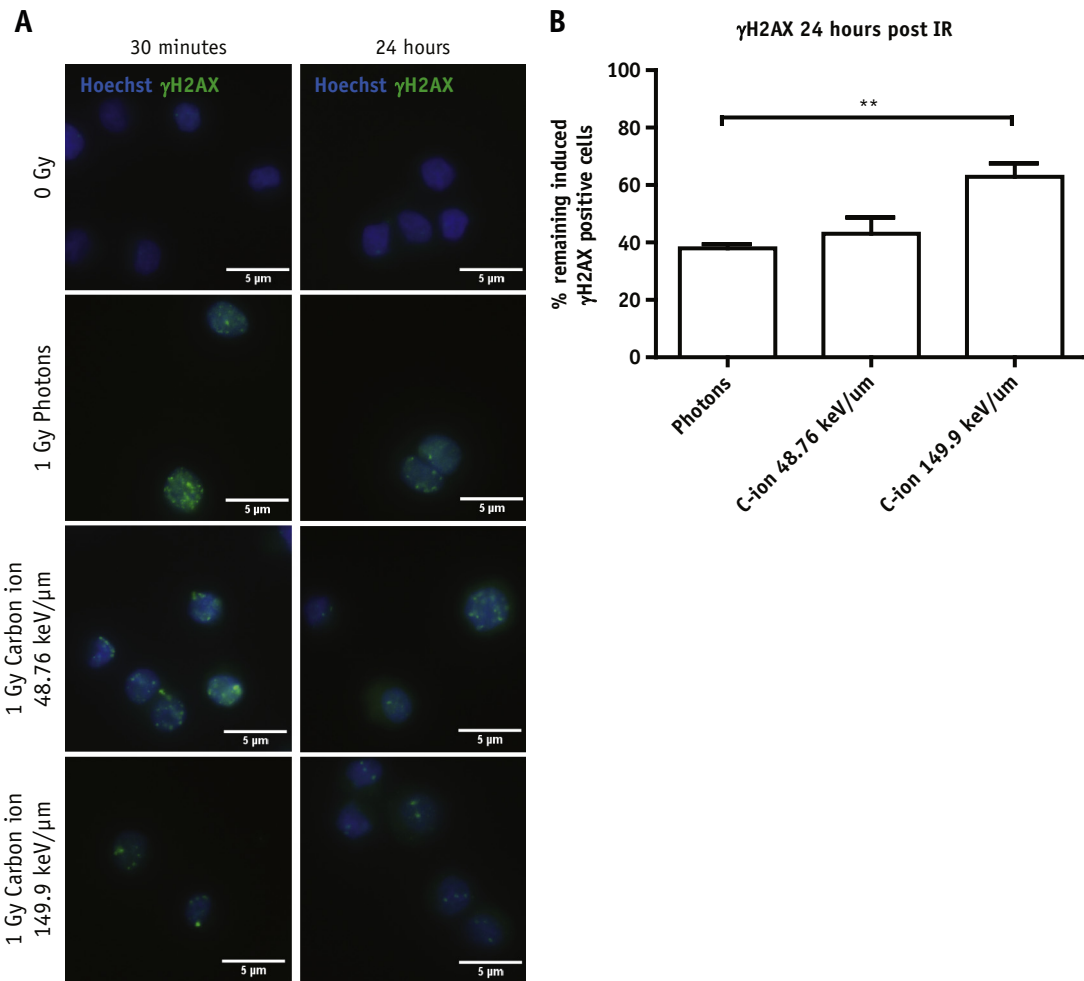 A
30 minutes
24 hours
Hoechst γH2AX
Hoechst γH2AX
0 Gy
5 µm
5 µm
1 Gy Photons
5 µm
5 µm
1 Gy Carbon ion
48.76 keV/µm
5 µm
5 µm
1 Gy Carbon ion
149.9 keV/µm
5 µm
5 µm
B
γH2AX 24 hours post IR
% remaining induced
γH2AX positive cells
100
80
60
40
20
0
**
Photons
C-ion 48.76 keV/um
C-ion 149.9 keV/um